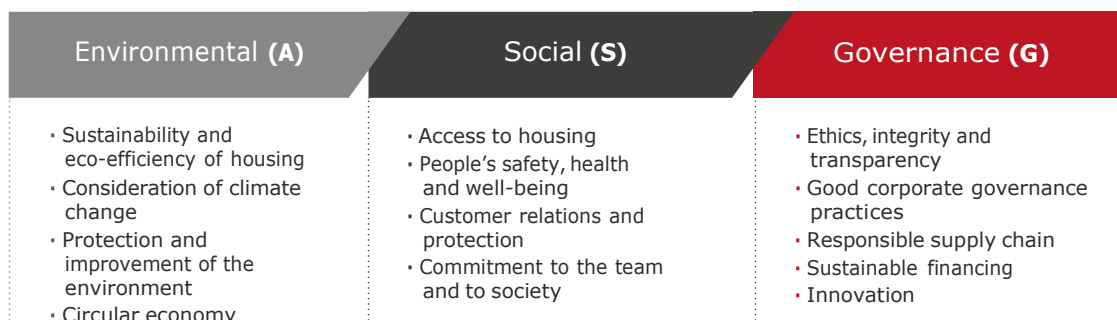 Environmental (A)
Social (S)
Governance (G)
· Sustainability and
eco-efficiency of housing
· Consideration of climate
change
· Protection and
improvement of the
environment
· Circular economy
· Access to housing
· People’s safety, health
and well-being
· Customer relations and
protection
· Commitment to the team
and to society
· Ethics, integrity and
transparency
· Good corporate governance
practices
· Responsible supply chain
· Sustainable financing
· Innovation